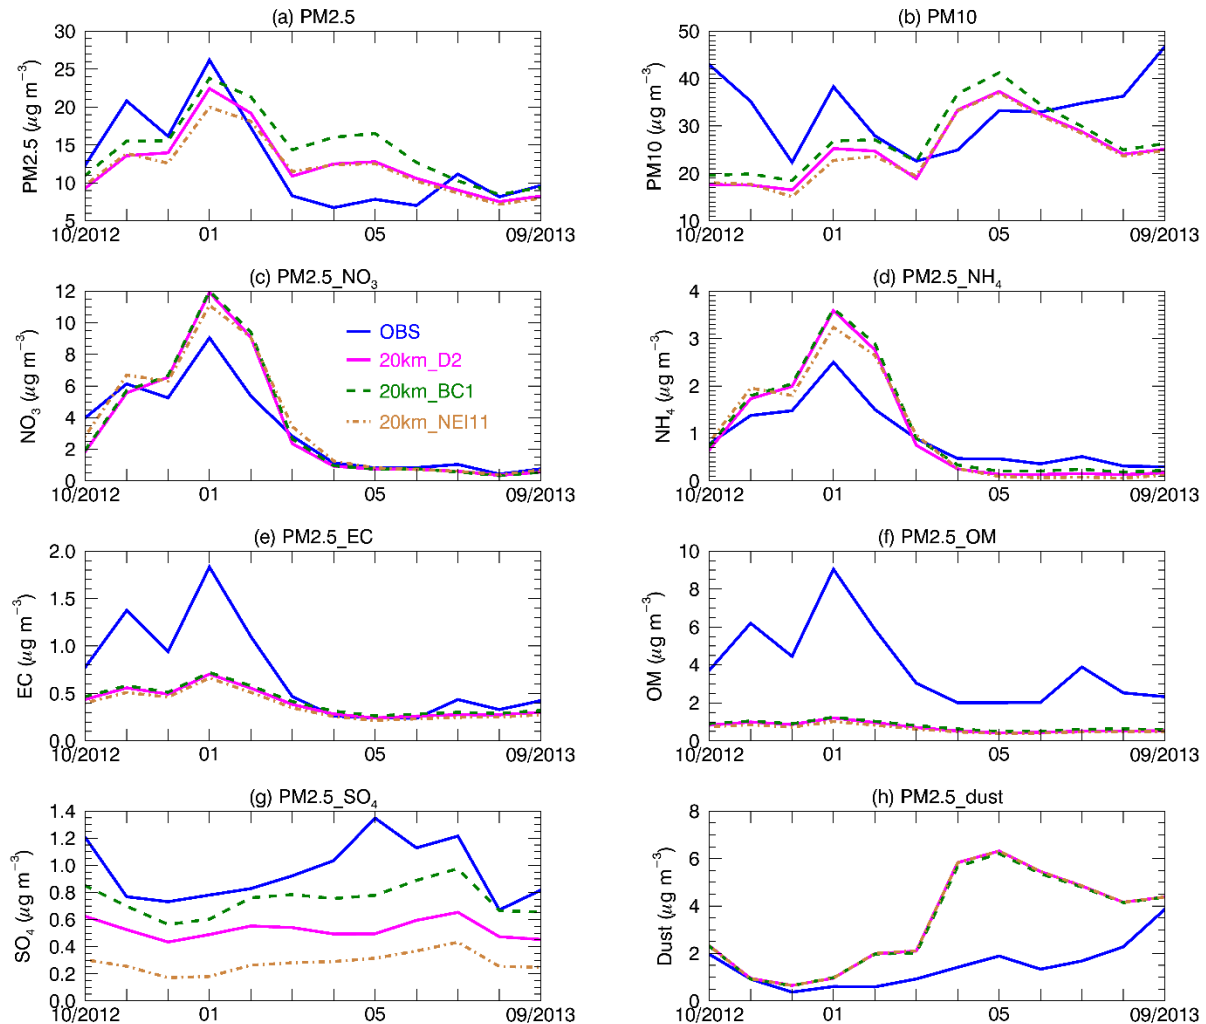 (a) PM2.5
PM2.5 (μg m⁻³)
30
25
20
15
10
5
10/2012 01 05 09/2013
(b) PM10
PM10 (μg m⁻³)
50
40
30
20
10
10/2012 01 05 09/2013
(c) PM2.5_NO₃
NO₃ (μg m⁻³)
12
10
8
6
4
2
0
10/2012 01 05 09/2013
OBS
20km_D2
20km_BC1
20km_NEI11
(d) PM2.5_NH₄
NH₄ (μg m⁻³)
4
3
2
1
0
10/2012 01 05 09/2013
(e) PM2.5_EC
EC (μg m⁻³)
2.0
1.5
1.0
0.5
0.0
10/2012 01 05 09/2013
(f) PM2.5_OM
OM (μg m⁻³)
10
8
6
4
2
0
10/2012 01 05 09/2013
(g) PM2.5_SO₄
SO₄ (μg m⁻³)
1.4
1.2
1.0
0.8
0.6
0.4
0.2
0.0
10/2012 01 05 09/2013
(h) PM2.5_dust
Dust (μg m⁻³)
8
6
4
2
0
10/2012 01 05 09/2013